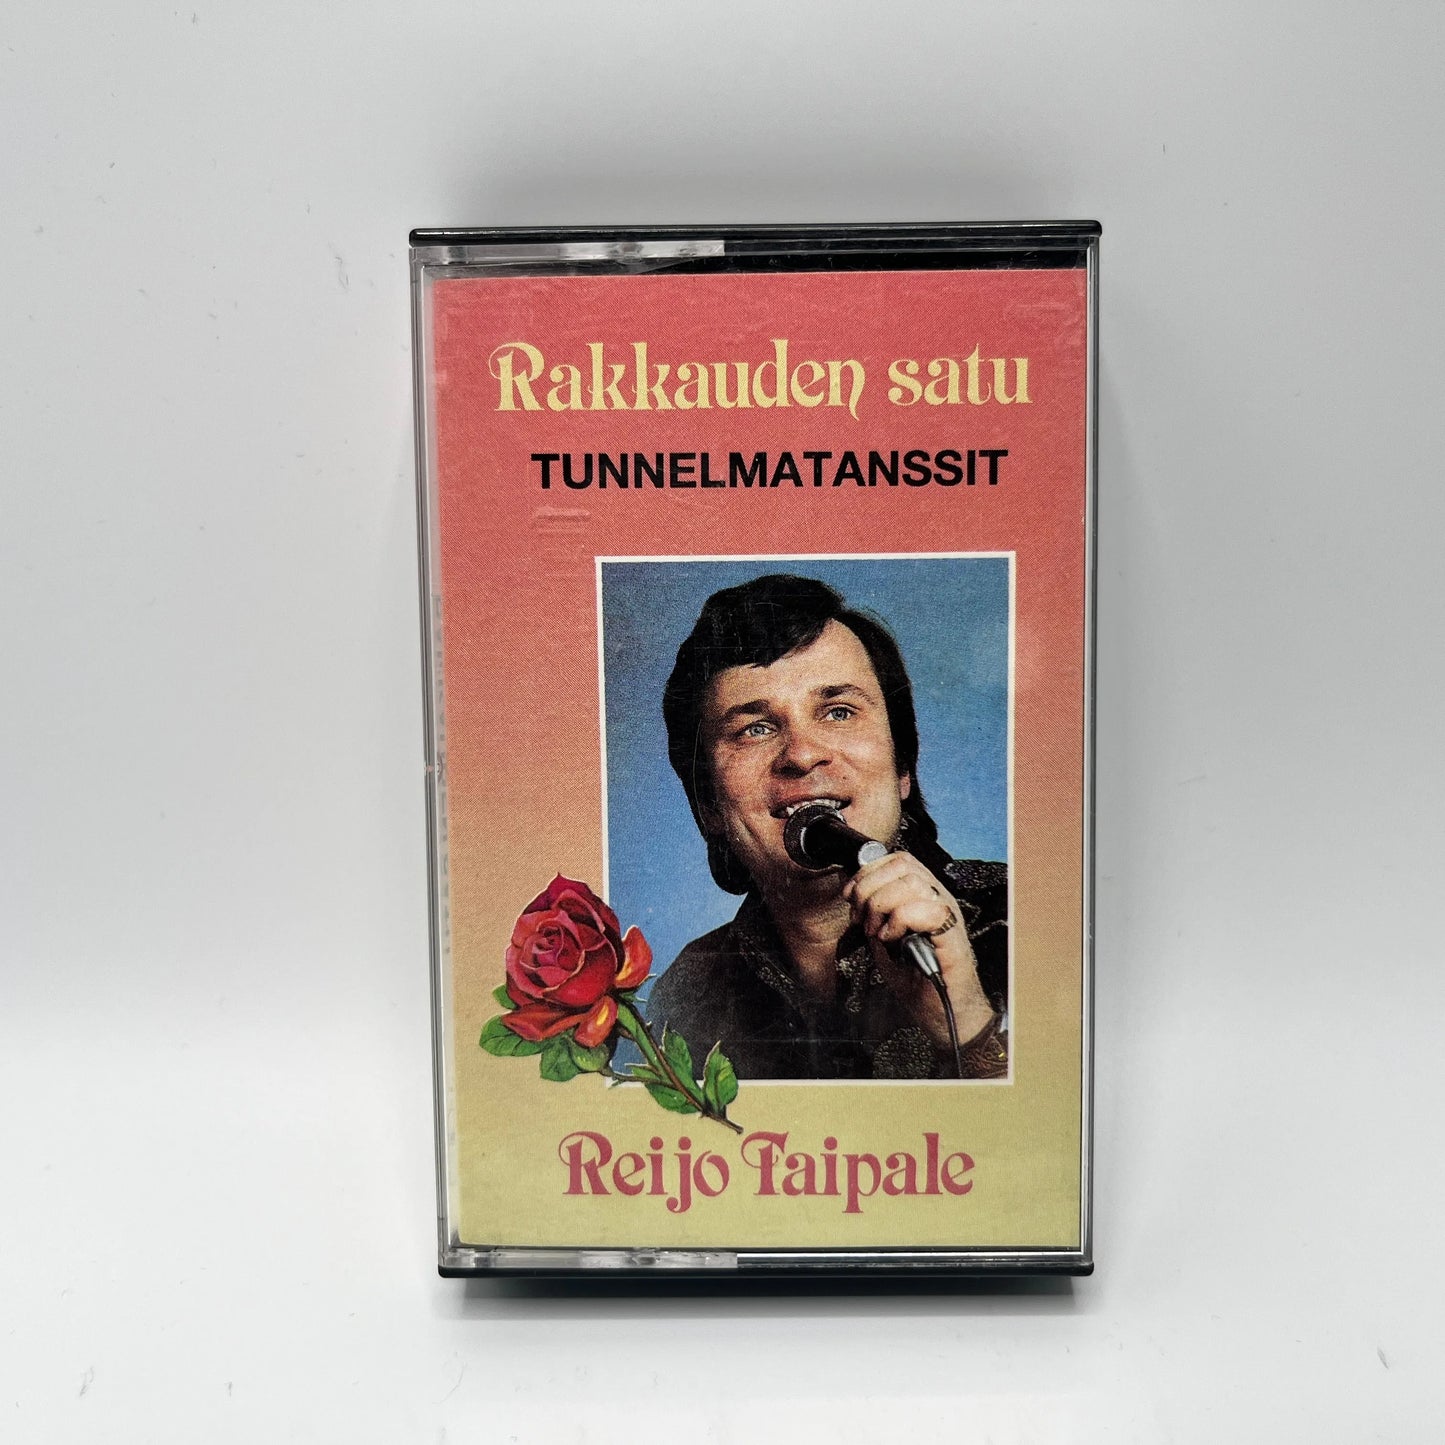 Rakkauden satu
TUNNELMATANSSIT
Reijo Taipale